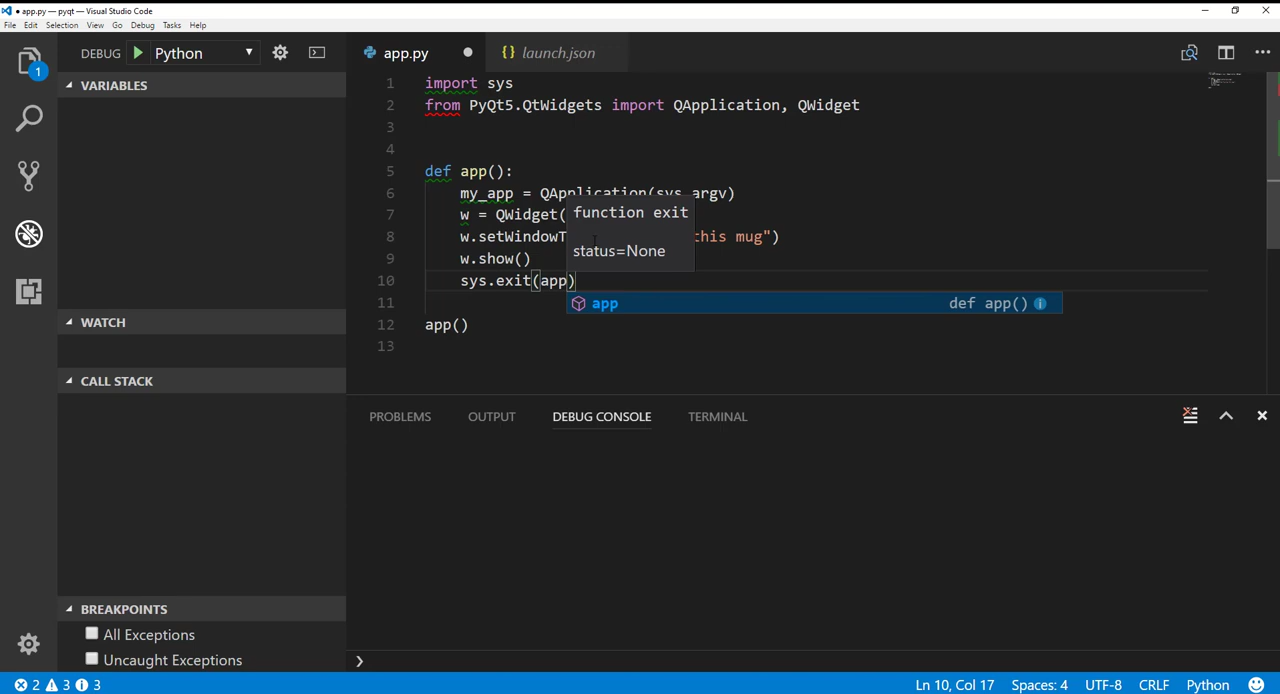 app.py — pyqt — Visual Studio Code
File Edit Selection View Go Debug Tasks Help
1
DEBUG Python
app.py
{} launch.json
VARIABLES
WATCH
CALL STACK
BREAKPOINTS
All Exceptions
Uncaught Exceptions
1 import sys
2 from PyQt5.QtWidgets import QApplication, QWidget
3
4
5 def app():
6 my_app = QApplication(sys.argv)
7 w = QWidget(
8 w.setWindowT this mug")
9 w.show()
10 sys.exit(app)
11
12 app()
13
function exit
status=None
app def app()
PROBLEMS OUTPUT DEBUG CONSOLE TERMINAL
2 3 3
Ln 10, Col 17 Spaces: 4 UTF-8 CRLF Python